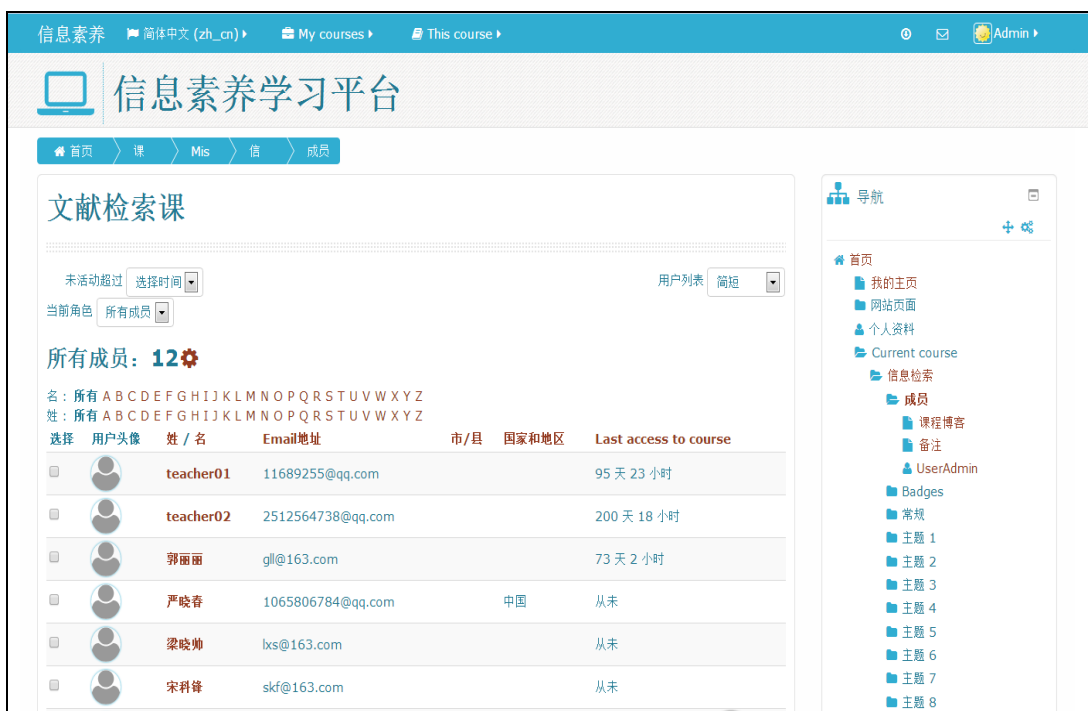 信息素养 简体中文 (zh_cn) My courses This course Admin
信息素养学习平台
首页 课 Mis 信 成员
文献检索课
未活动超过 选择时间 用户列表 简短
当前角色 所有成员
所有成员：12
名：所有 A B C D E F G H I J K L M N O P Q R S T U V W X Y Z
姓：所有 A B C D E F G H I J K L M N O P Q R S T U V W X Y Z
选择 用户头像 姓 / 名 Email地址 市/县 国家和地区 Last access to course
teacher01 11689255@qq.com 95 天 23 小时
teacher02 2512564738@qq.com 200 天 18 小时
郭丽丽 gll@163.com 73 天 2 小时
严晓春 1065806784@qq.com 中国 从未
梁晓帅 lxs@163.com 从未
宋科锋 skf@163.com 从未
导航
首页
我的主页
网站页面
个人资料
Current course
信息检索
成员
课程博客
备注
UserAdmin
Badges
常规
主题 1
主题 2
主题 3
主题 4
主题 5
主题 6
主题 7
主题 8